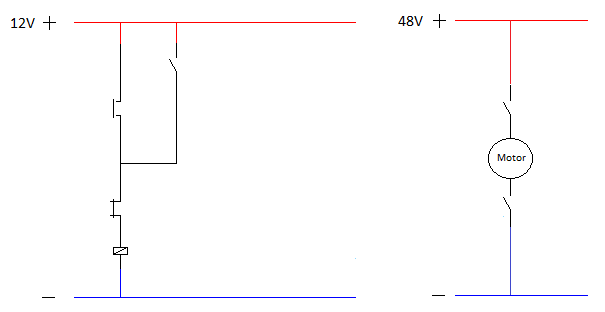 12V +
48V +
Motor
-
-